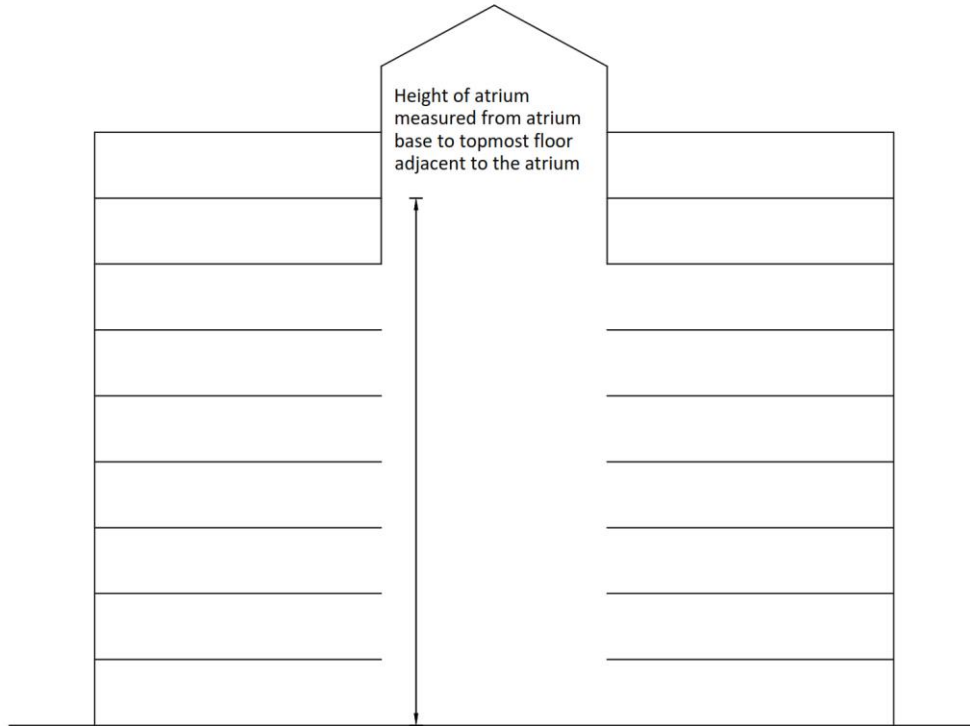 Height of atrium
measured from atrium
base to topmost floor
adjacent to the atrium